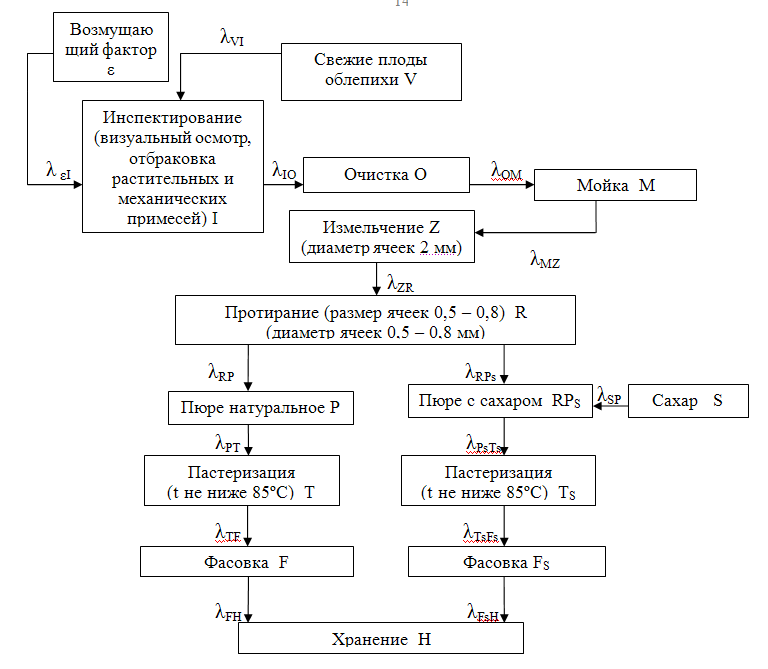 14
Возмущаю
щий фактор
ε
λVI
Свежие плоды
облепихи V
Инспектирование
(визуальный осмотр,
отбраковка
растительных и
механических
примесей) I
λ εI
λIO
Очистка О
λOM
Мойка М
Измельчение Z
(диаметр ячеек 2 мм)
λMZ
λZR
Протирание (размер ячеек 0,5 – 0,8) R
(диаметр ячеек 0,5 – 0,8 мм)
λRP
λRPs
Пюре натуральное P
Пюре с сахаром RPS
λSP
Сахар S
λPT
λPsTs
Пастеризация
(t не ниже 85°C) T
Пастеризация
(t не ниже 85°C) TS
λTF
λTsFs
Фасовка F
Фасовка FS
λFH
λFsH
Хранение H